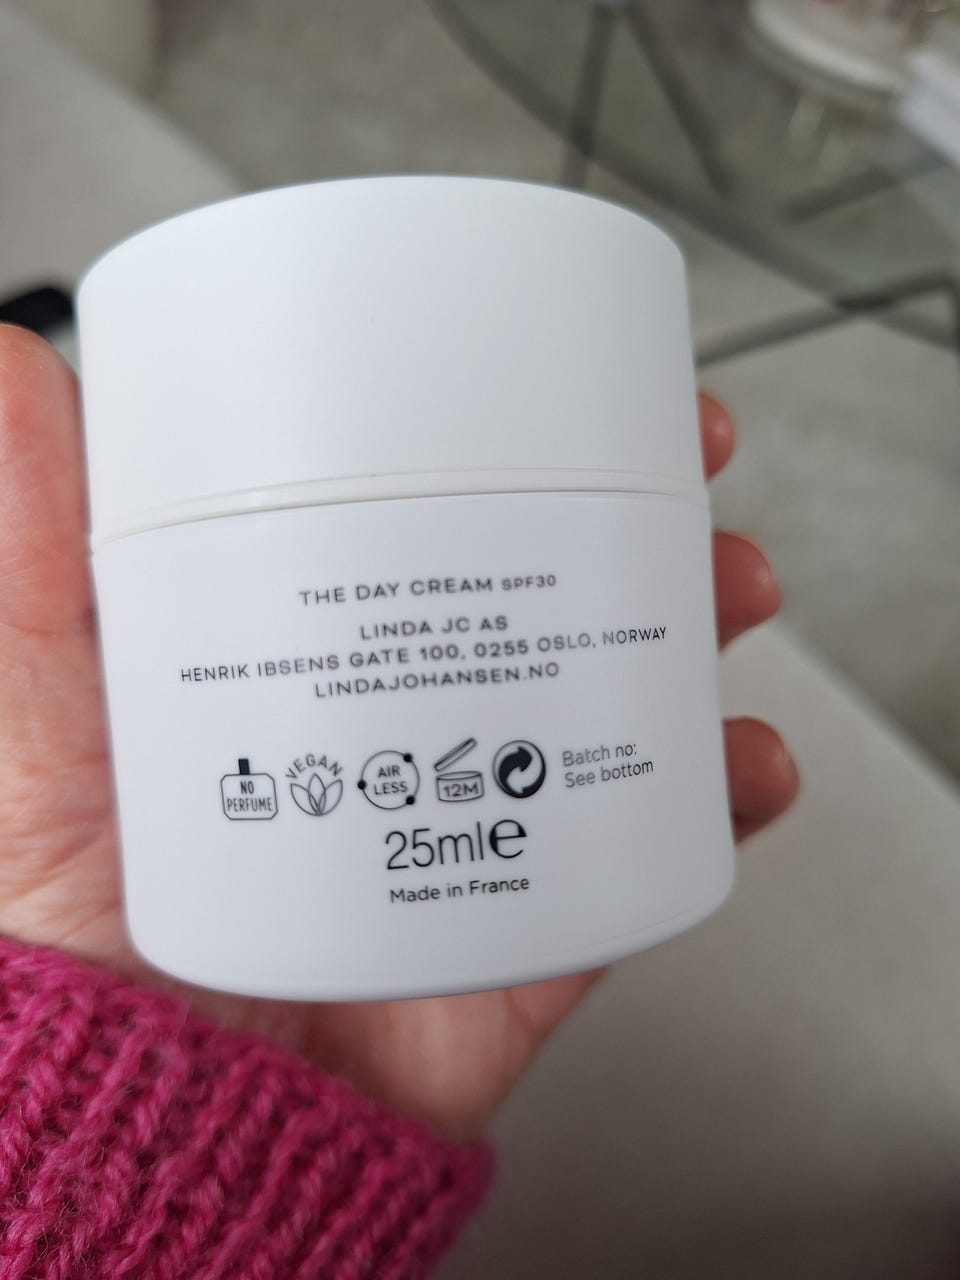 THE DAY CREAM SPF30
LINDA JC AS
HENRIK IBSENS GATE 100, 0255 OSLO, NORWAY
LINDAJOHANSEN.NO
NO PERFUME
VEGAN
AIR LESS
12M
Batch no:
See bottom
25ml℮
Made in France